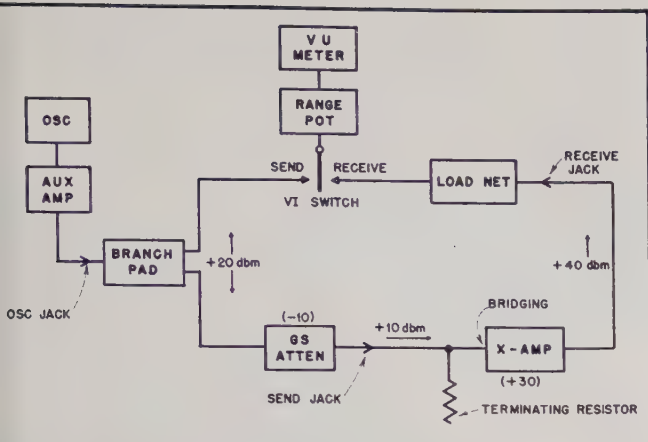 VU
METER
RANGE
POT
OSC
AUX
AMP
SEND
RECEIVE
VI SWITCH
LOAD NET
RECEIVE
JACK
BRANCH
PAD
+20 dbm
+40 dbm
OSC JACK
(-10)
GS
ATTEN
+10 dbm
BRIDGING
X-AMP
(+30)
SEND JACK
TERMINATING RESISTOR